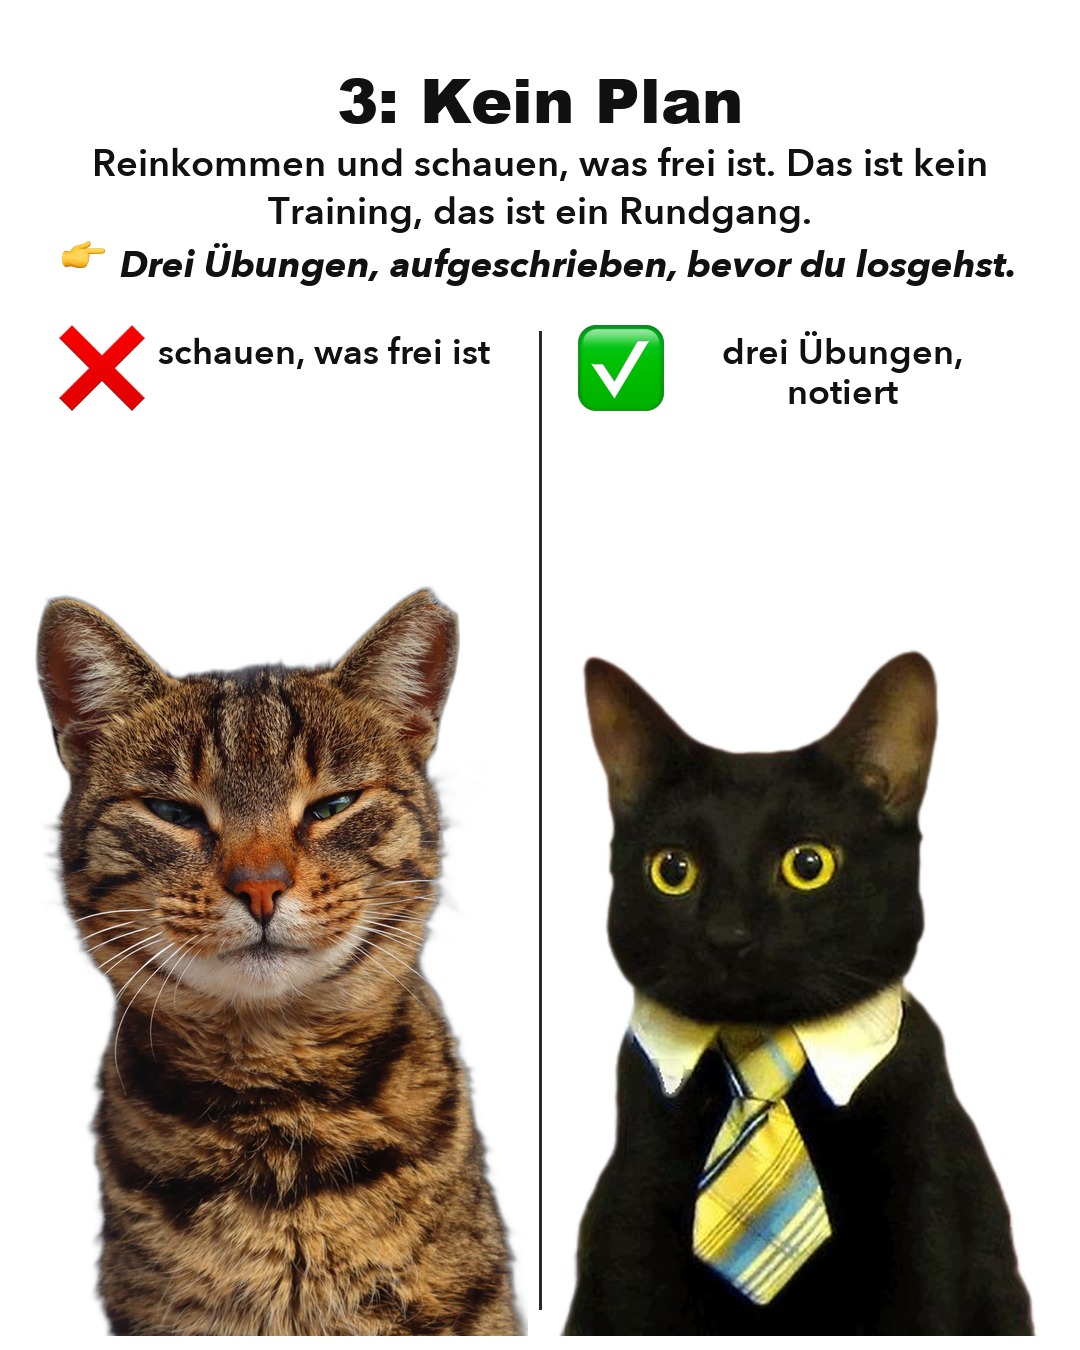 3: Kein Plan
Reinkommen und schauen, was frei ist. Das ist kein
Training, das ist ein Rundgang.
👉 Drei Übungen, aufgeschrieben, bevor du losgehst.
❌ schauen, was frei ist
✅ drei Übungen,
notiert